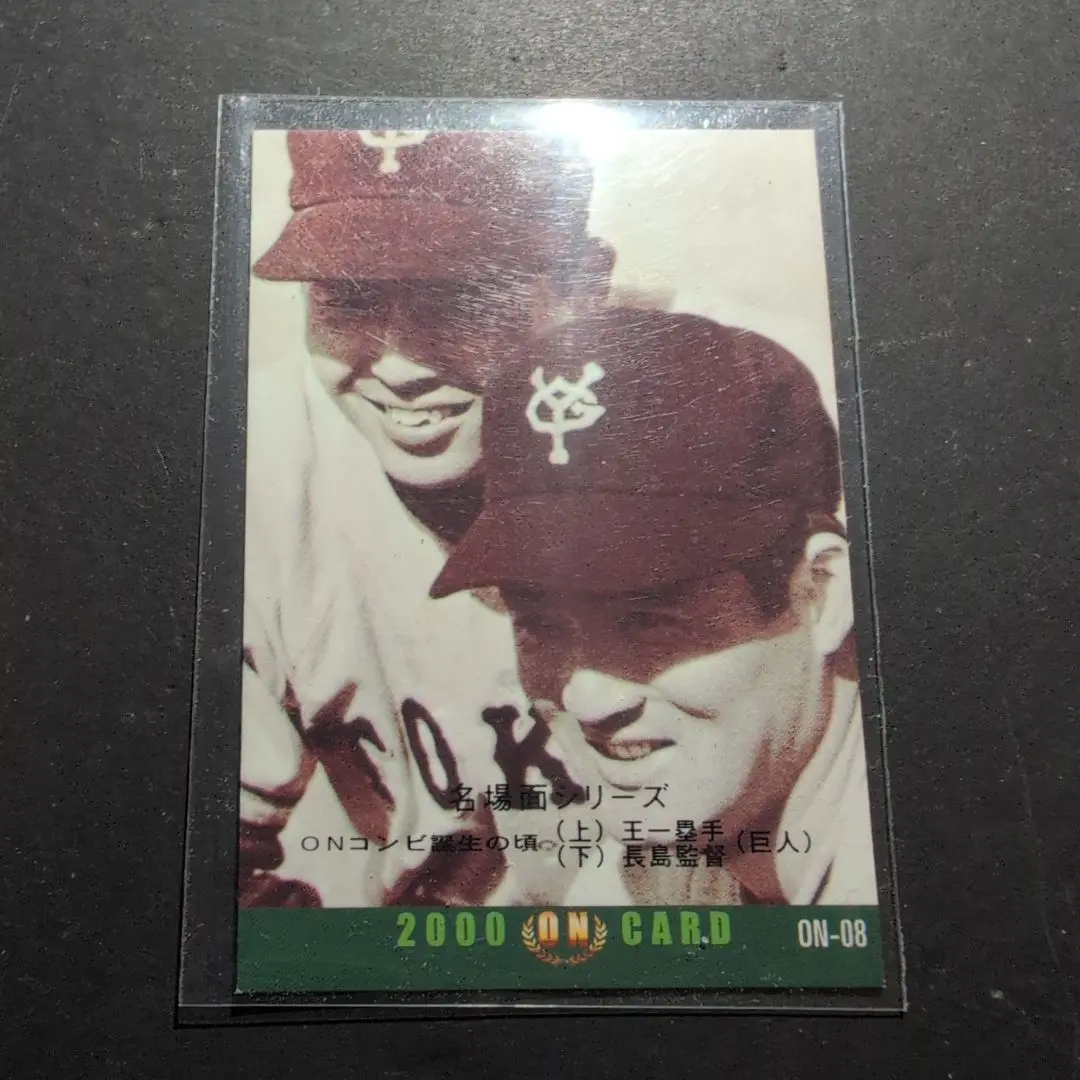 TOK
名場面シリーズ
ONコンビ誕生の頃 (上) 王一塁手 (巨人)
(下) 長島監督
2000 ON CARD ON-08